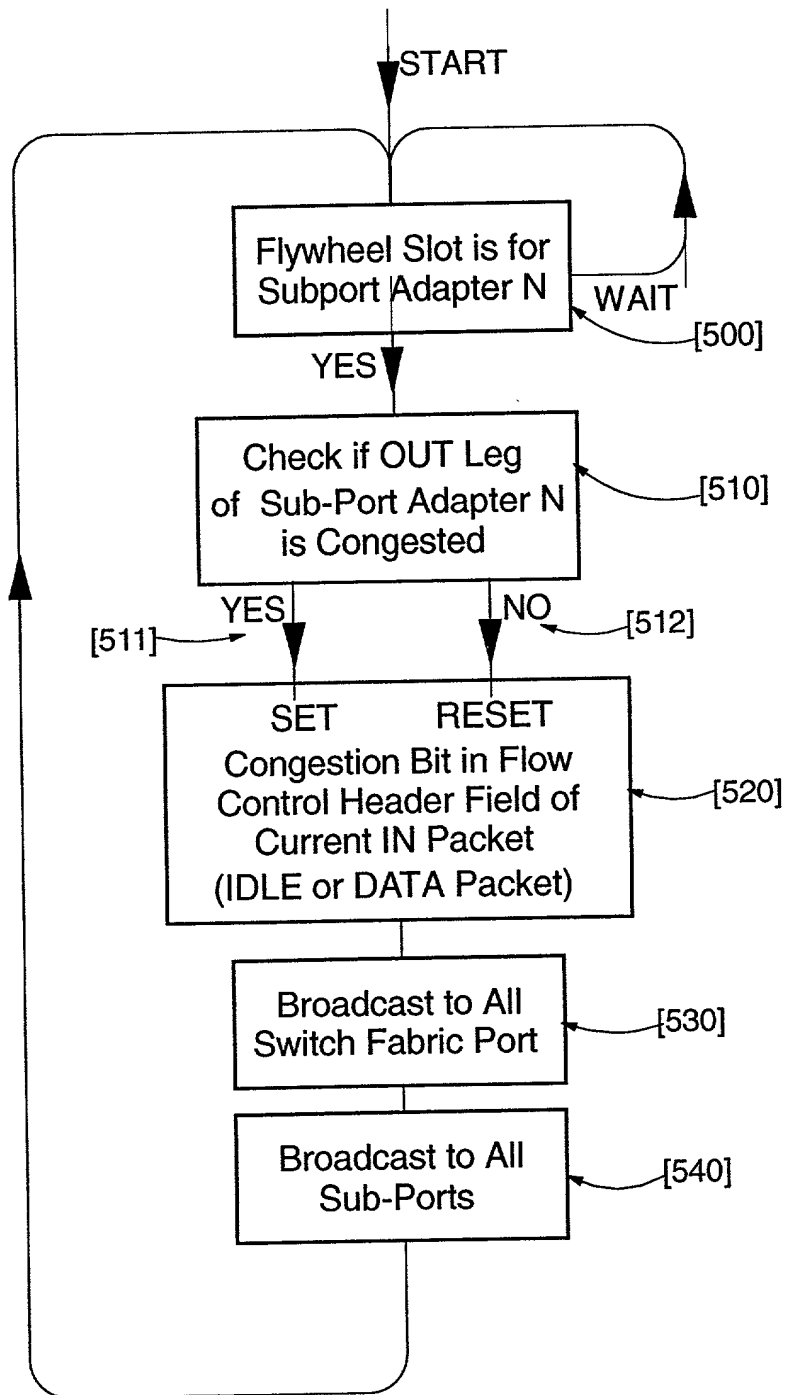 START
Flywheel Slot is for
Subport Adapter N
WAIT
[500]
YES
Check if OUT Leg
of Sub-Port Adapter N
is Congested
[510]
YES
NO
[511]
[512]
SET RESET
Congestion Bit in Flow
Control Header Field of
Current IN Packet
(IDLE or DATA Packet)
[520]
Broadcast to All
Switch Fabric Port
[530]
Broadcast to All
Sub-Ports
[540]